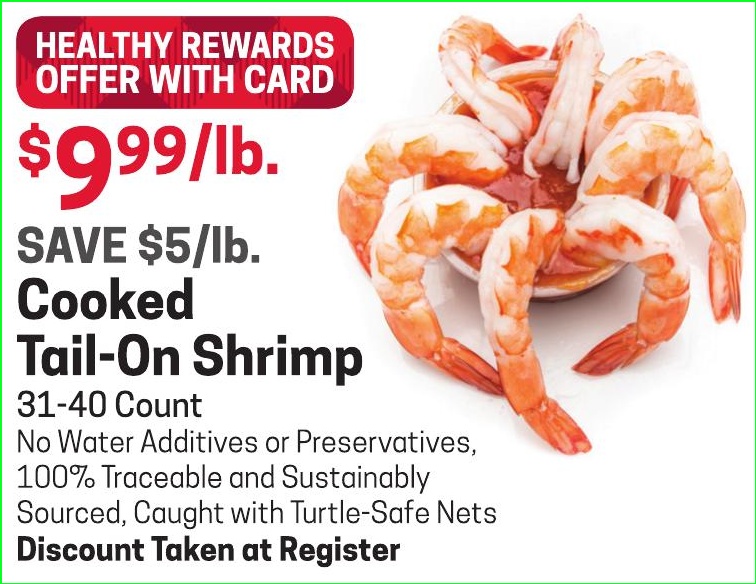 HEALTHY REWARDS
OFFER WITH CARD
$9.99/lb.
SAVE $5/lb.
Cooked
Tail-On Shrimp
31-40 Count
No Water Additives or Preservatives,
100% Traceable and Sustainably
Sourced, Caught with Turtle-Safe Nets
Discount Taken at Register